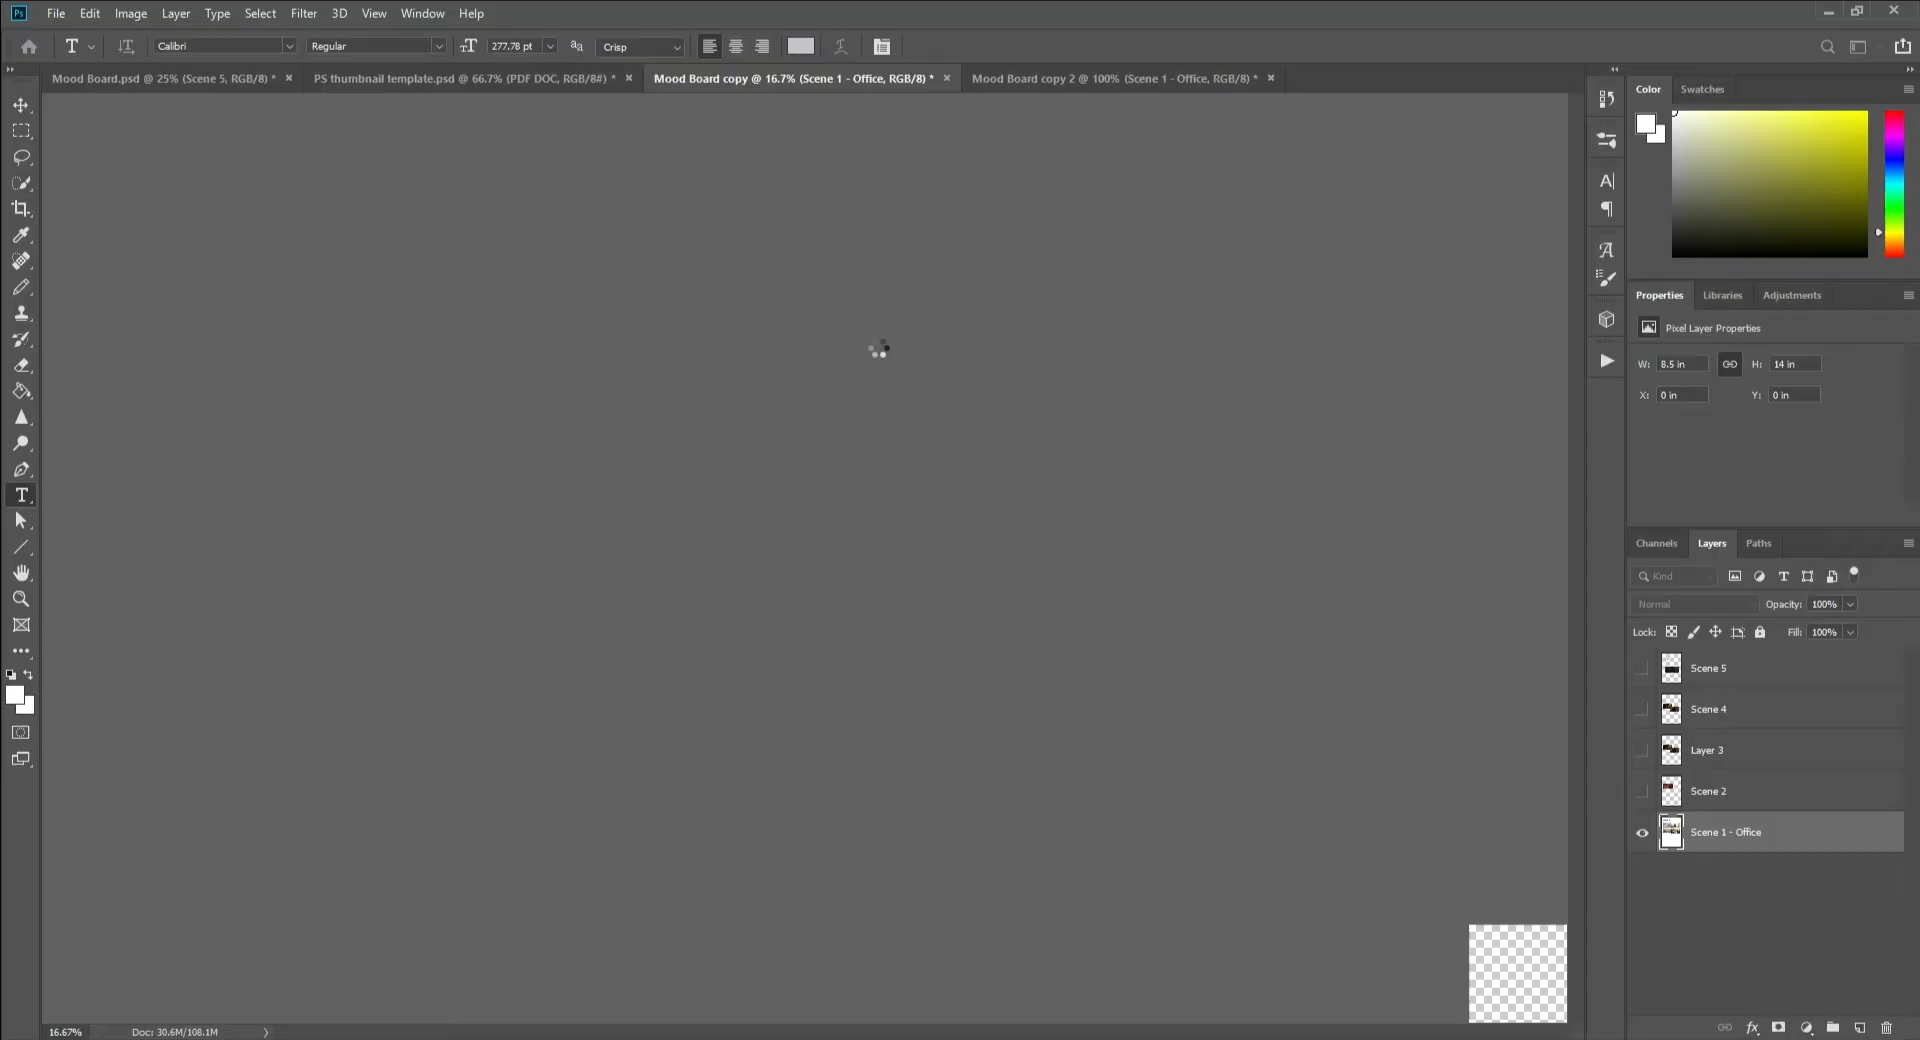 Ps File Edit Image Layer Type Select Filter 3D View Window Help
T Calibri Regular 277.78 pt aa Crisp
Mood Board.psd @ 25% (Scene 5, RGB/8) * PS thumbnail template.psd @ 66.7% (PDF DOC, RGB/8#) * Mood Board copy @ 16.7% (Scene 1 - Office, RGB/8) * Mood Board copy 2 @ 100% (Scene 1 - Office, RGB/8) *
Color Swatches
Properties Libraries Adjustments
Pixel Layer Properties
W: 8.5 in H: 14 in
X: 0 in Y: 0 in
Channels Layers Paths
Kind
Normal Opacity: 100%
Lock: Fill: 100%
Scene 5
Scene 4
Layer 3
Scene 2
Scene 1 - Office
fx
16.67% Doc: 30.6M/108.1M